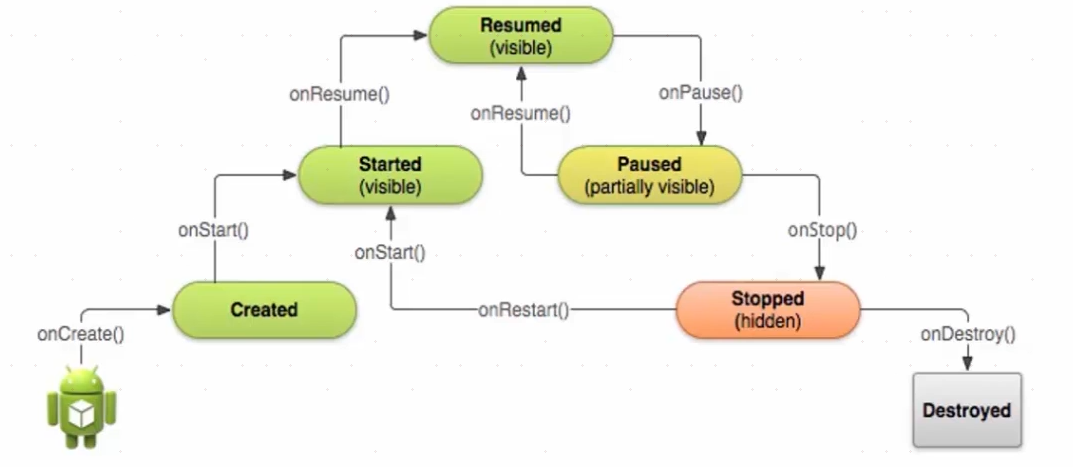 Resumed
(visible)
onResume()
onPause()
onResume()
Started
(visible)
Paused
(partially visible)
onStart()
onStop()
onStart()
Created
onRestart()
Stopped
(hidden)
onCreate()
onDestroy()
Destroyed